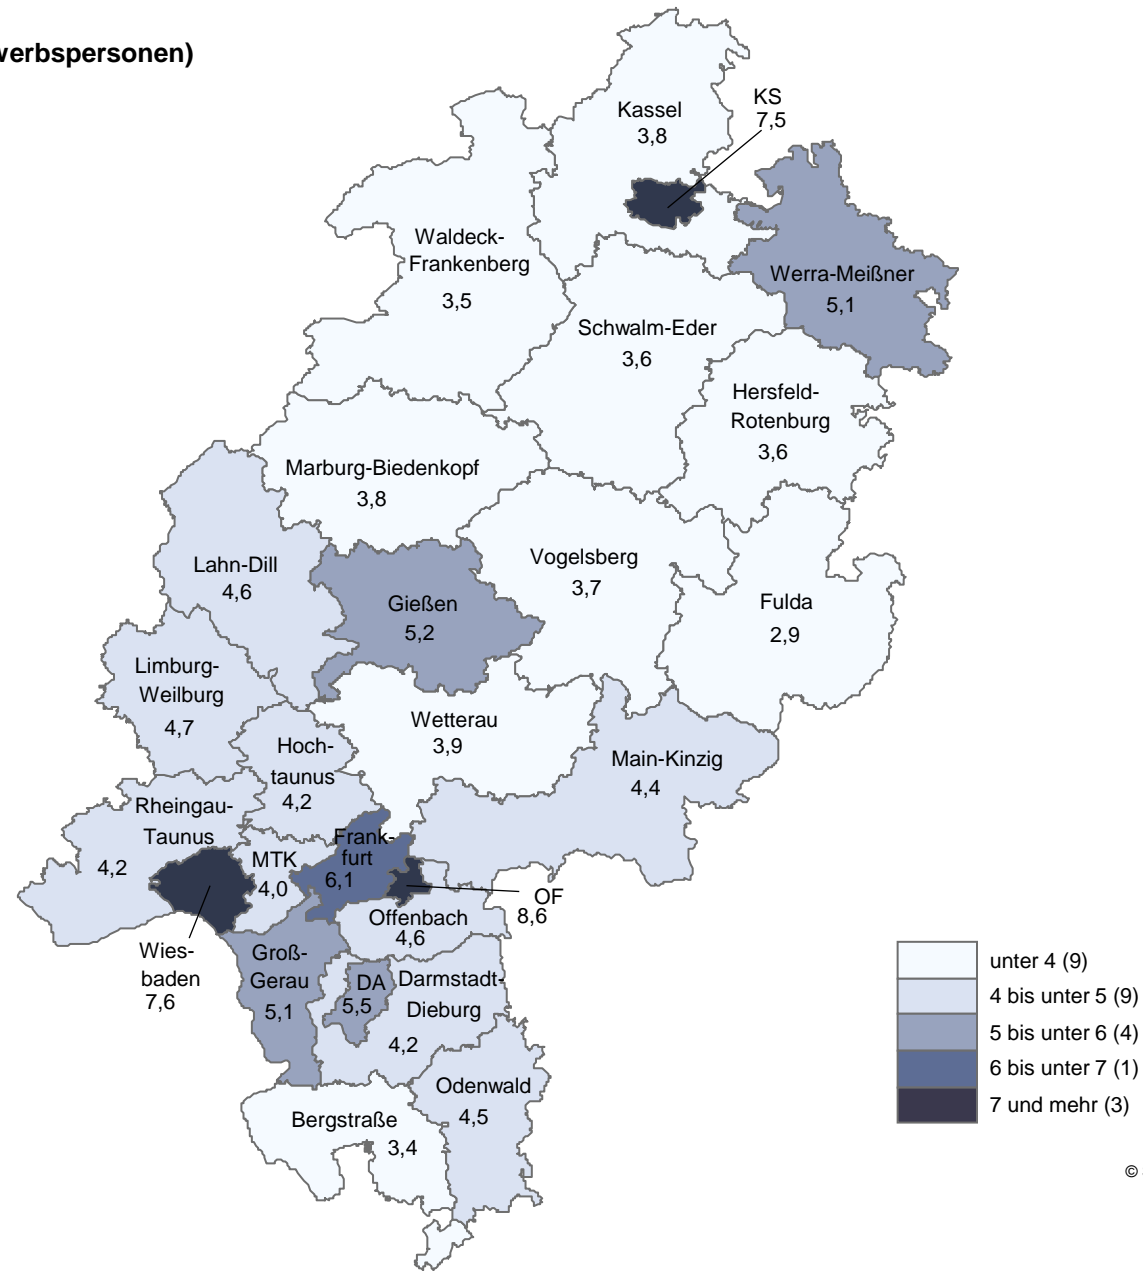 werbspersonen)
Kassel
3,8
KS
7,5
Waldeck-
Frankenberg
3,5
Werra-Meißner
5,1
Schwalm-Eder
3,6
Hersfeld-
Rotenburg
3,6
Marburg-Biedenkopf
3,8
Lahn-Dill
4,6
Vogelsberg
3,7
Gießen
5,2
Fulda
2,9
Limburg-
Weilburg
4,7
Wetterau
3,9
Hoch-
taunus
4,2
Main-Kinzig
4,4
Rheingau-
Taunus
4,2
Frank-
furt
6,1
MTK
4,0
OF
8,6
Offenbach
4,6
Wies-
baden
7,6
Groß-
Gerau
5,1
DA
5,5
Darmstadt-
Dieburg
4,2
Odenwald
4,5
Bergstraße
3,4
unter 4 (9)
4 bis unter 5 (9)
5 bis unter 6 (4)
6 bis unter 7 (1)
7 und mehr (3)
©